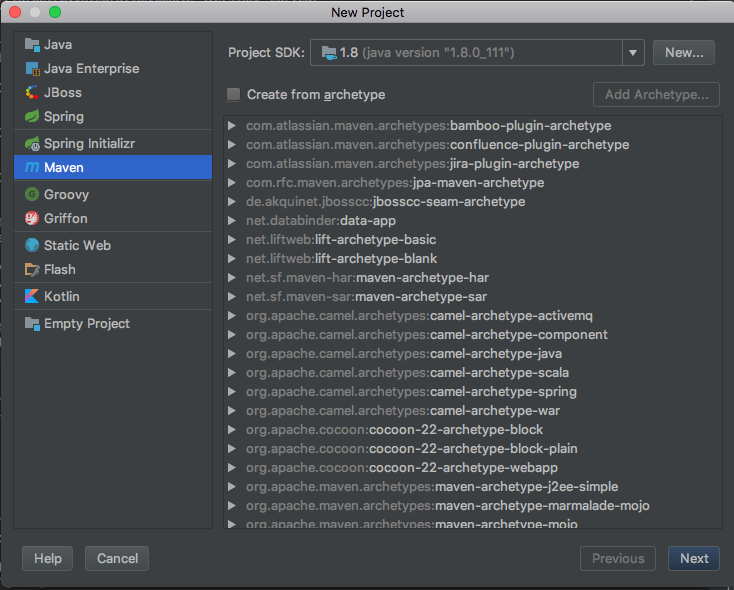 New Project
Java
Java Enterprise
JBoss
Spring
Spring Initializr
Maven
Groovy
Griffon
Static Web
Flash
Kotlin
Empty Project
Project SDK: 1.8 (java version "1.8.0_111") New...
Create from archetype Add Archetype...
com.atlassian.maven.archetypes:bamboo-plugin-archetype
com.atlassian.maven.archetypes:confluence-plugin-archetype
com.atlassian.maven.archetypes:jira-plugin-archetype
com.rfc.maven.archetypes:jpa-maven-archetype
de.akquinet.jbosscc:jbosscc-seam-archetype
net.databinder:data-app
net.liftweb:lift-archetype-basic
net.liftweb:lift-archetype-blank
net.sf.maven-har:maven-archetype-har
net.sf.maven-sar:maven-archetype-sar
org.apache.camel.archetypes:camel-archetype-activemq
org.apache.camel.archetypes:camel-archetype-component
org.apache.camel.archetypes:camel-archetype-java
org.apache.camel.archetypes:camel-archetype-scala
org.apache.camel.archetypes:camel-archetype-spring
org.apache.camel.archetypes:camel-archetype-war
org.apache.cocoon:cocoon-22-archetype-block
org.apache.cocoon:cocoon-22-archetype-block-plain
org.apache.cocoon:cocoon-22-archetype-webapp
org.apache.maven.archetypes:maven-archetype-j2ee-simple
org.apache.maven.archetypes:maven-archetype-marmalade-mojo
org.apache.maven.archetypes:maven-archetype-mojo
Help Cancel Previous Next